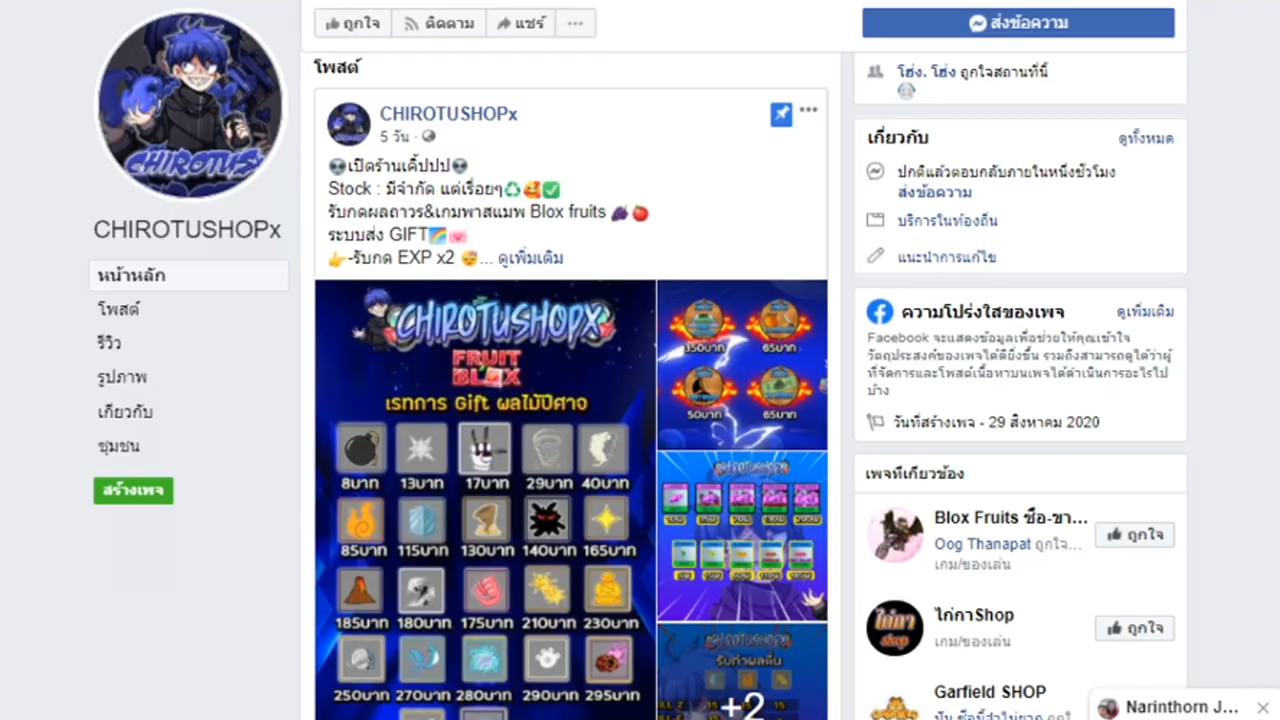 ถูกใจ
ติดตาม
แชร์
ส่งข้อความ
CHIROTUS
CHIROTUSHOPx
หน้าหลัก
โพสต์
รีวิว
รูปภาพ
เกี่ยวกับ
ชุมชน
สร้างเพจ
โพสต์
CHIROTUSHOPx
5 วัน ·
เปิดร้านเค้ปปป
Stock : มีจำกัด แต่เรื่อยๆ
รับกดผลถาวร&เกมพาสแมพ Blox fruits
ระบบส่ง GIFT
-รับกด EXP x2 ... ดูเพิ่มเติม
CHIROTUSHOPX
FRUIT
BLOX
เรทการ Gift ผลไม้ปีศาจ
8บาท 13บาท 17บาท 29บาท 40บาท
85บาท 115บาท 130บาท 140บาท 165บาท
185บาท 180บาท 175บาท 210บาท 230บาท
250บาท 270บาท 280บาท 290บาท 295บาท
350บาท 65บาท
50บาท 65บาท
CHIROTUSHOPX
CHIROTUSHOPX
รับทำผลตื่น
+2
โฮ่ง. โฮ่ง ถูกใจสถานที่นี้
เกี่ยวกับ
ดูทั้งหมด
ปกติแล้วตอบกลับภายในหนึ่งชั่วโมง
ส่งข้อความ
บริการในท้องถิ่น
แนะนำการแก้ไข
ความโปร่งใสของเพจ
ดูเพิ่มเติม
Facebook จะแสดงข้อมูลเพื่อช่วยให้คุณเข้าใจ
วัตถุประสงค์ของเพจได้ดียิ่งขึ้น รวมถึงสามารถดูได้ว่าผู้
ที่จัดการและโพสต์เนื้อหาบนเพจได้ดำเนินการอะไรไป
บ้าง
วันที่สร้างเพจ - 29 สิงหาคม 2020
เพจที่เกี่ยวข้อง
Blox Fruits ซื้อ-ขา...
Oog Thanapat ถูกใจ...
เกม/ของเล่น
ถูกใจ
ไก่กา shop
ไก่กาShop
เกม/ของเล่น
ถูกใจ
Garfield SHOP
Narinthorn J...